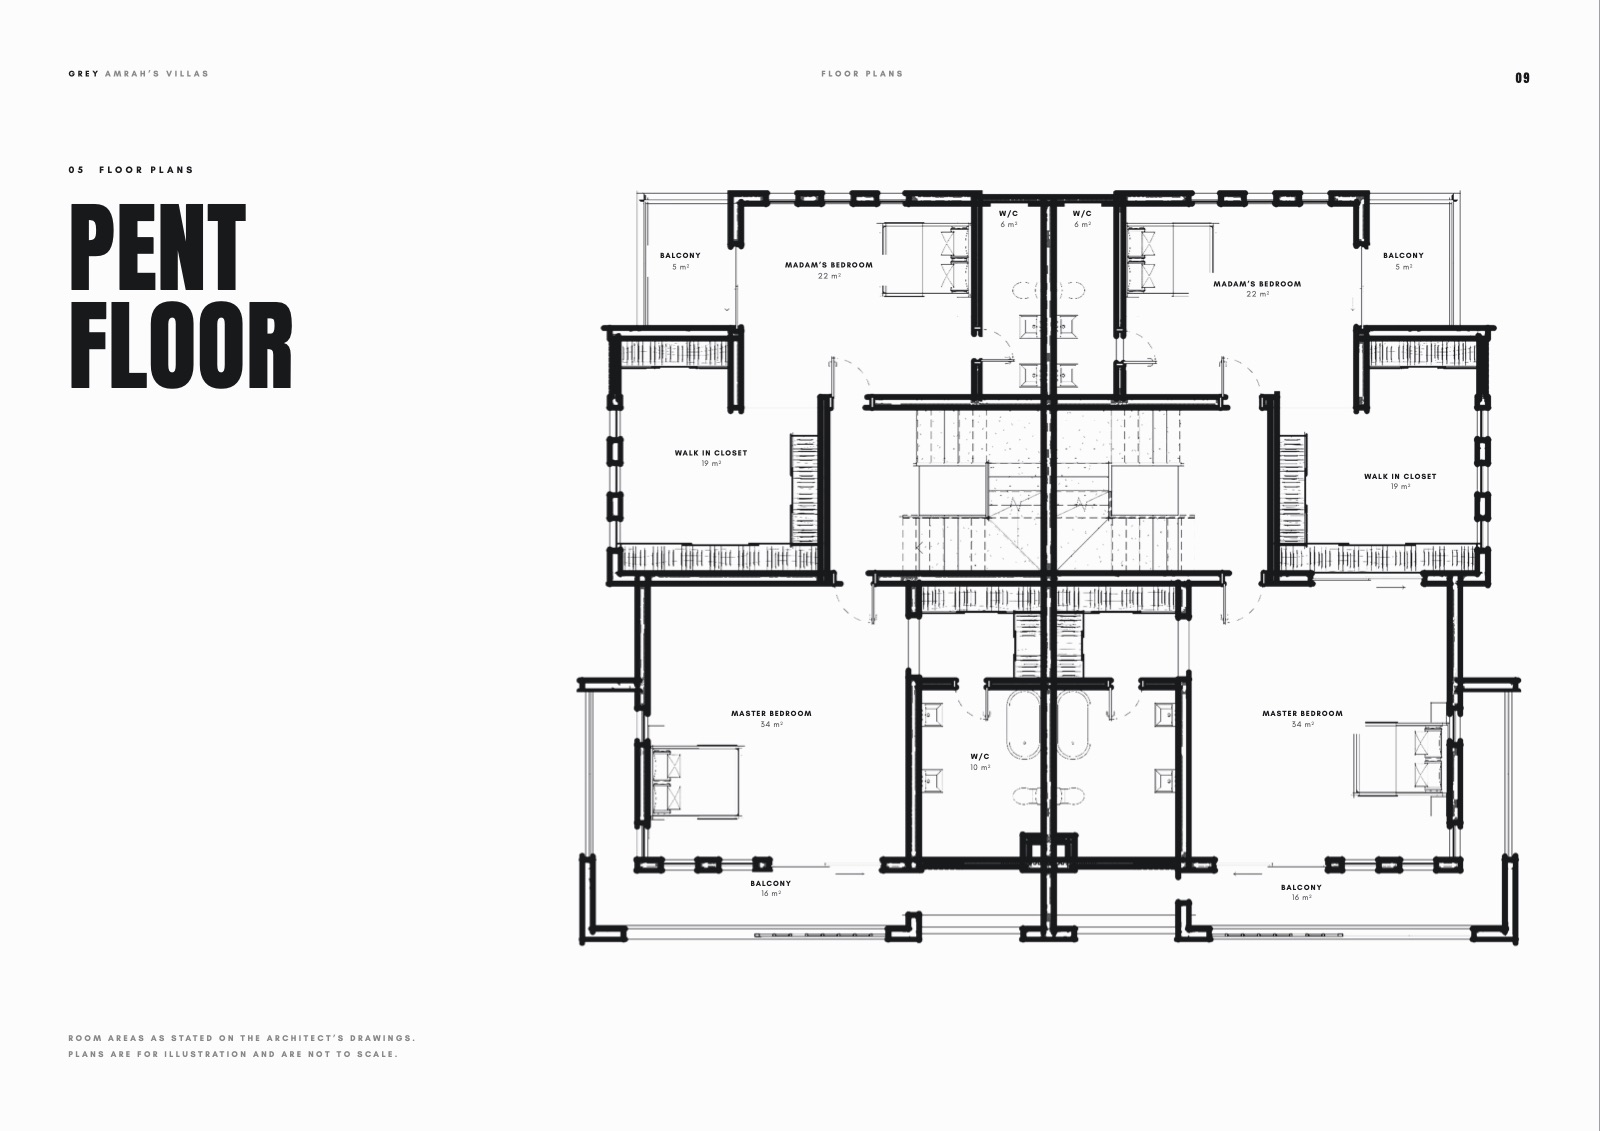 GREY AMRAH'S VILLAS
FLOOR PLANS
09
05 FLOOR PLANS
PENT
FLOOR
W/C
6 m²
W/C
6 m²
BALCONY
5 m²
MADAM'S BEDROOM
22 m²
MADAM'S BEDROOM
22 m²
BALCONY
5 m²
WALK IN CLOSET
19 m²
WALK IN CLOSET
19 m²
MASTER BEDROOM
34 m²
MASTER BEDROOM
34 m²
W/C
10 m²
BALCONY
16 m²
BALCONY
16 m²
ROOM AREAS AS STATED ON THE ARCHITECT'S DRAWINGS.
PLANS ARE FOR ILLUSTRATION AND ARE NOT TO SCALE.